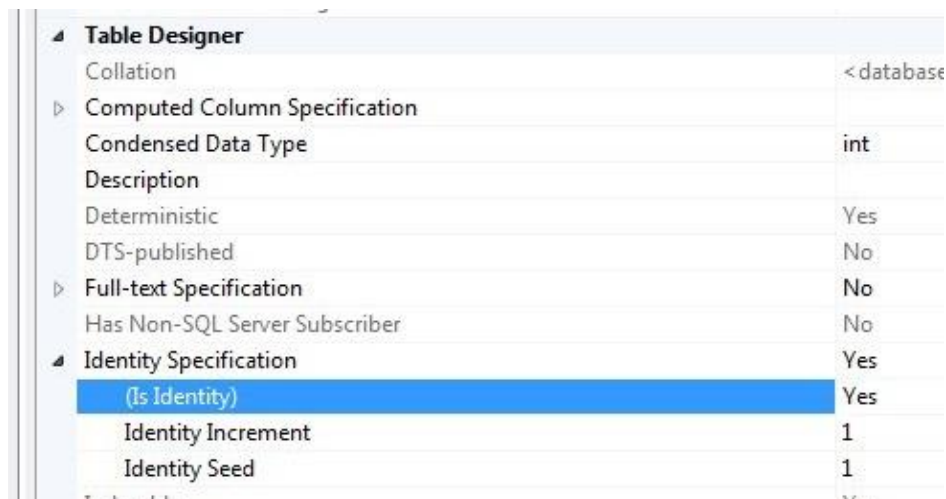 Table Designer
Collation <database
Computed Column Specification
Condensed Data Type int
Description
Deterministic Yes
DTS-published No
Full-text Specification No
Has Non-SQL Server Subscriber No
Identity Specification Yes
(Is Identity) Yes
Identity Increment 1
Identity Seed 1